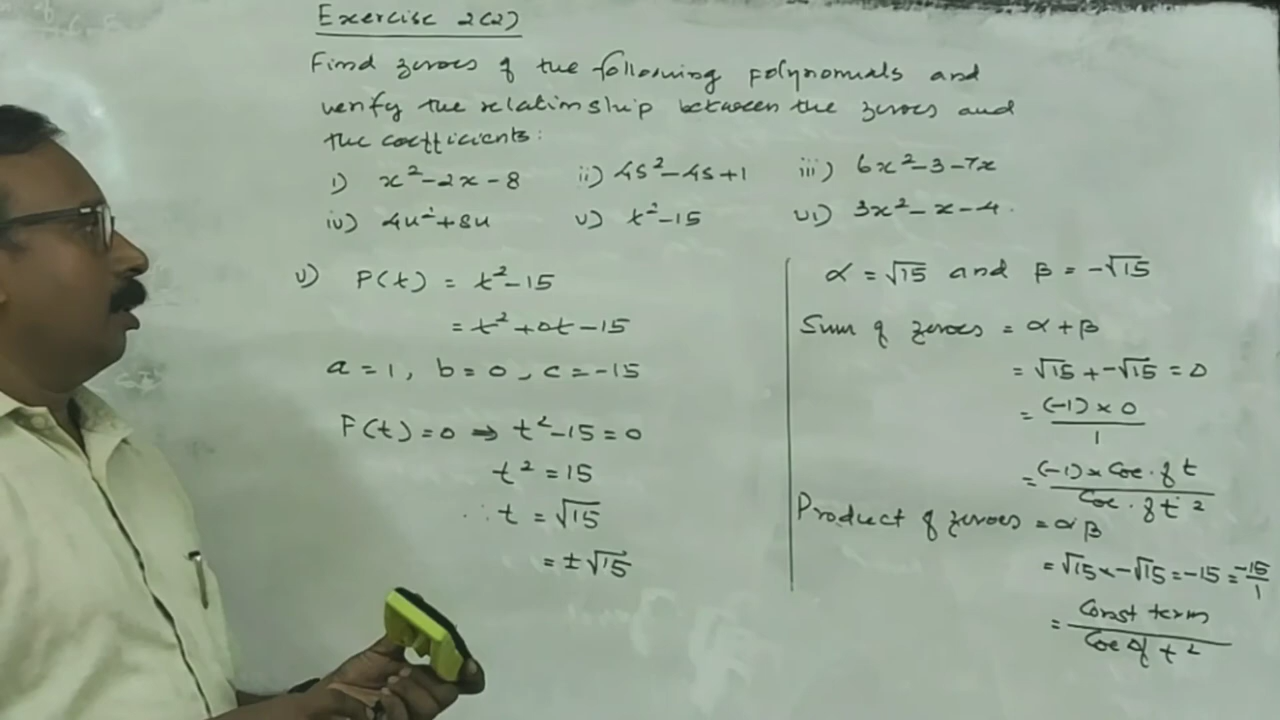 Exercise 2(2)
Find zeroes of the following polynomials and
verify the relationship between the zeroes and
the coefficients:
i) x²-2x-8 ii) 4s²-4s+1 iii) 6x²-3-7x
iv) 4u²+8u v) t²-15 vi) 3x²-x-4.
v) P(t) = t²-15
= t²+0t-15
a=1, b=0, c=-15
P(t)=0 ⇒ t²-15=0
t²=15
∴ t = √15
= ±√15
α = √15 and β = -√15
Sum of zeroes = α+β
= √15+-√15 = 0
= (-1)×0 / 1
= (-1)×Coe. of t / Coe. of t²
Product of zeroes = αβ
= √15×-√15 = -15 = -15/1
= Const term / Coe of t²